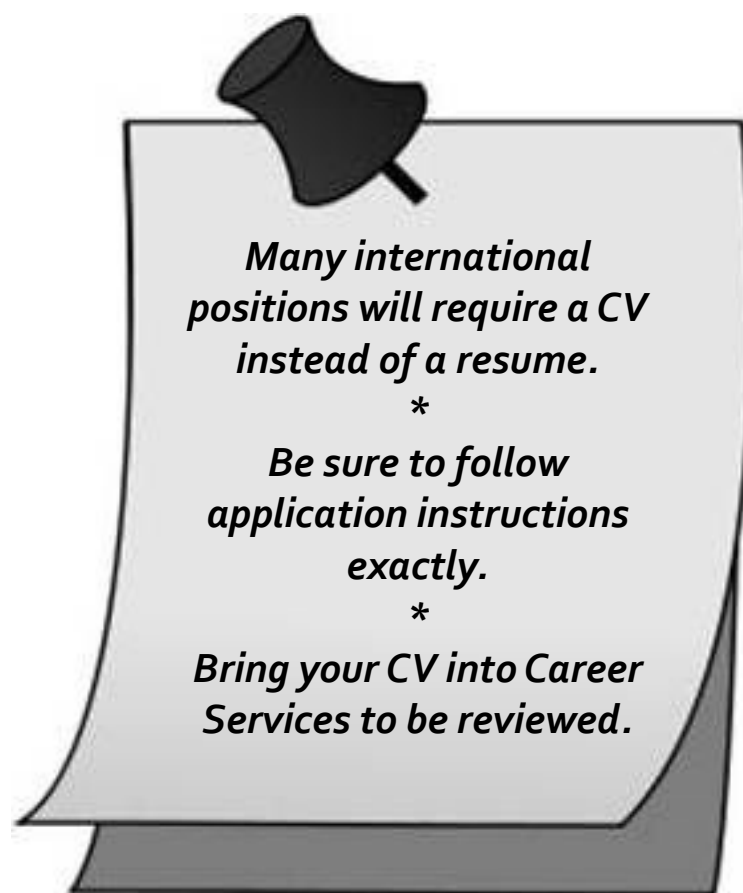 Many international
positions will require a CV
instead of a resume.
*
Be sure to follow
application instructions
exactly.
*
Bring your CV into Career
Services to be reviewed.